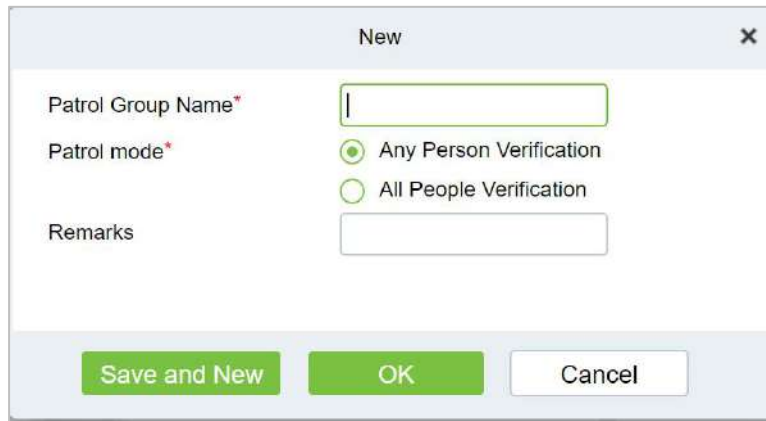 New
Patrol Group Name*
Patrol mode* Any Person Verification
All People Verification
Remarks
Save and New OK Cancel